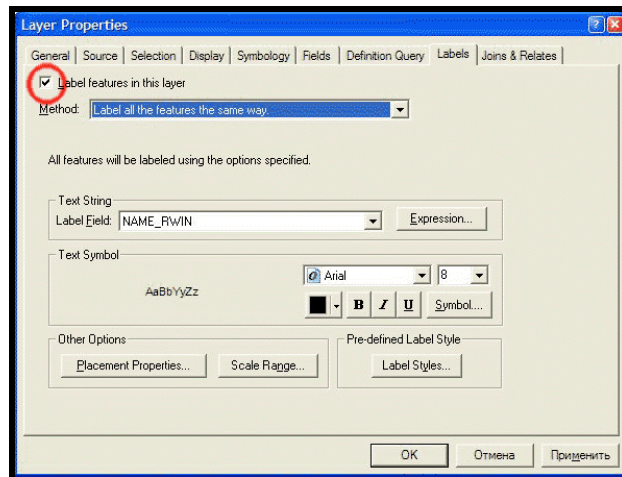 Layer Properties
General Source Selection Display Symbology Fields Definition Query Labels Joins & Relates
Label features in this layer
Method: Label all the features the same way.
All features will be labeled using the options specified.
Text String
Label Field: NAME_RWIN Expression...
Text Symbol
AaBbYyZz
Arial 8
B I U Symbol....
Other Options Pre-defined Label Style
Placement Properties... Scale Range... Label Styles...
OK Отмена Применить